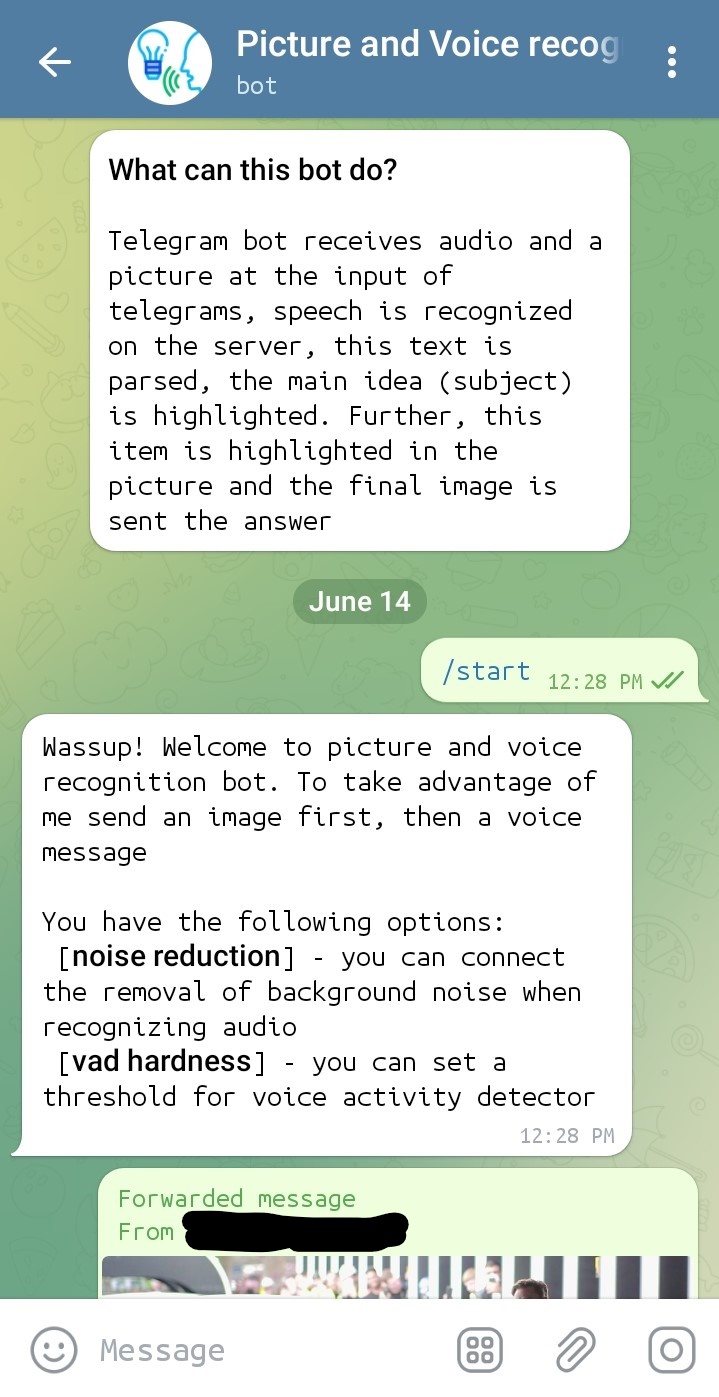 Picture and Voice recog
bot
What can this bot do?
Telegram bot receives audio and a
picture at the input of
telegrams, speech is recognized
on the server, this text is
parsed, the main idea (subject)
is highlighted. Further, this
item is highlighted in the
picture and the final image is
sent the answer
June 14
/start 12:28 PM
Wassup! Welcome to picture and voice
recognition bot. To take advantage of
me send an image first, then a voice
message
You have the following options:
[noise reduction] - you can connect
the removal of background noise when
recognizing audio
[vad hardness] - you can set a
threshold for voice activity detector
12:28 PM
Forwarded message
From
Message